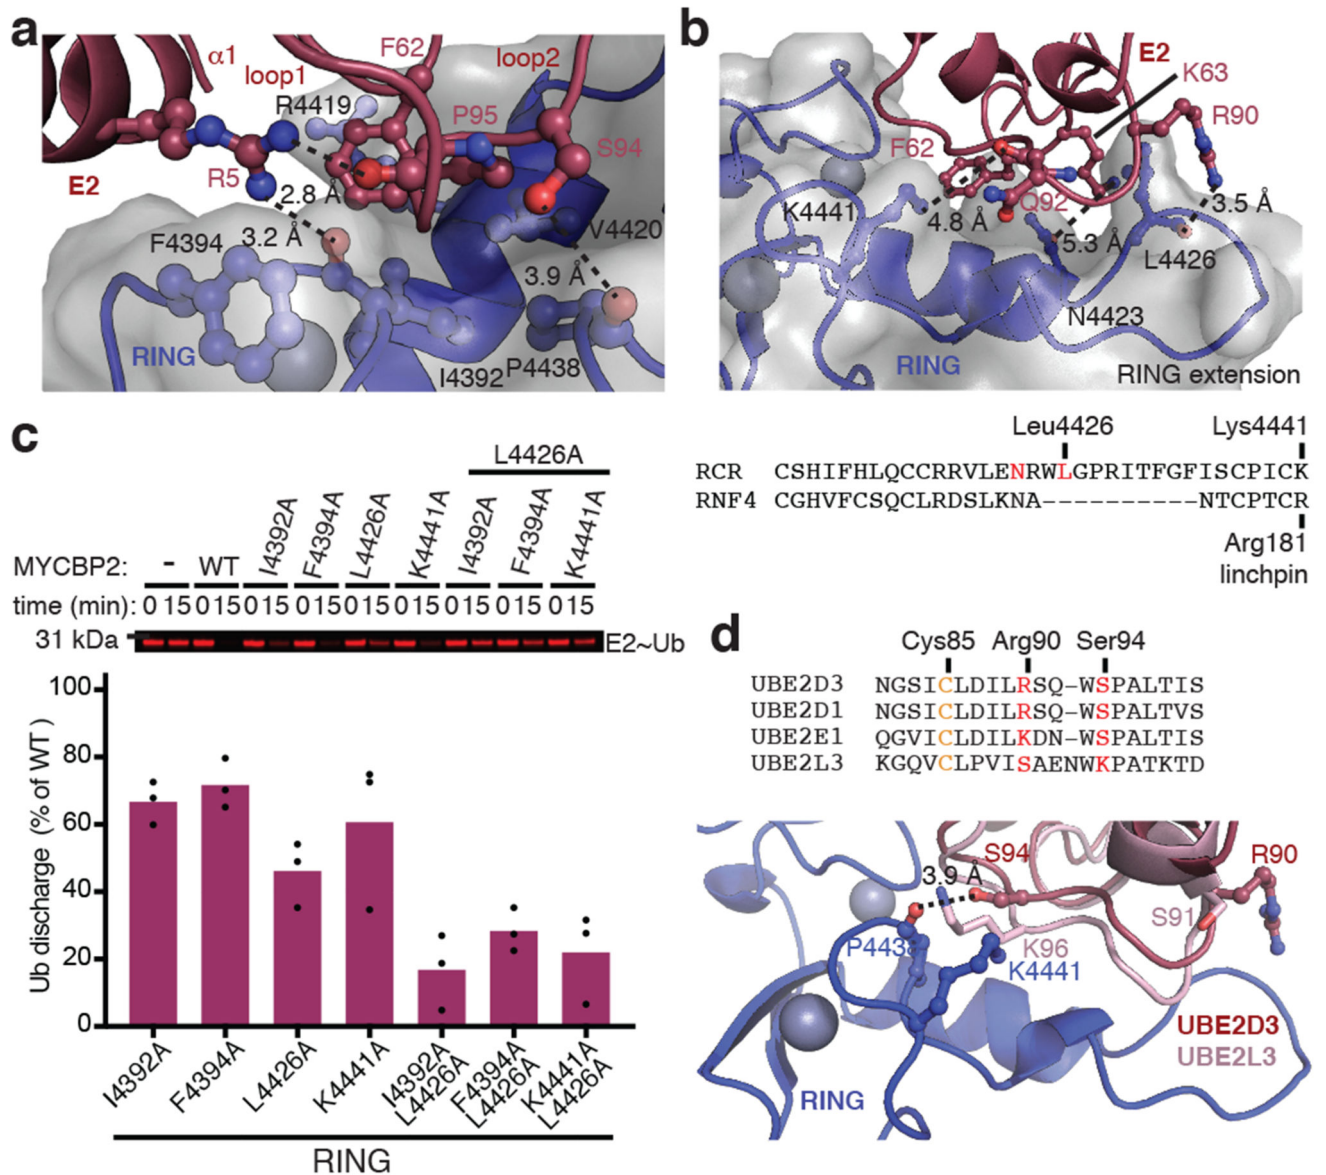 a
α1
loop1
F62
loop2
R4419
P95
S94
E2
R5
2.8 Å
F4394
3.2 Å
V4420
3.9 Å
RING
I4392
P4438
b
E2
K63
R90
F62
K4441
Q92
4.8 Å
3.5 Å
5.3 Å
L4426
N4423
RING
RING extension
Leu4426 Lys4441
RCR CSHIFHLQCCRRVLENRWLGPRITFGFISCPICK
RNF4 CGHVFCSQCLRDSLKNA----------NTCPTCR
Arg181
linchpin
c
L4426A
MYCBP2: - WT I4392A F4394A L4426A K4441A I4392A F4394A K4441A
time (min): 0 15 0 15 0 15 0 15 0 15 0 15 0 15 0 15 0 15
31 kDa
E2~Ub
Ub discharge (% of WT)
100
80
60
40
20
0
I4392A
F4394A
L4426A
K4441A
I4392A L4426A
F4394A L4426A
K4441A L4426A
RING
d
Cys85 Arg90 Ser94
UBE2D3 NGSICLDILRSQ-WSPALTIS
UBE2D1 NGSICLDILRSQ-WSPALTVS
UBE2E1 QGVICLDILKDN-WSPALTIS
UBE2L3 KGQVCLPVISAENWKPATKTD
S94
R90
3.9 Å
S91
P4438
K96
K4441
UBE2D3
UBE2L3
RING